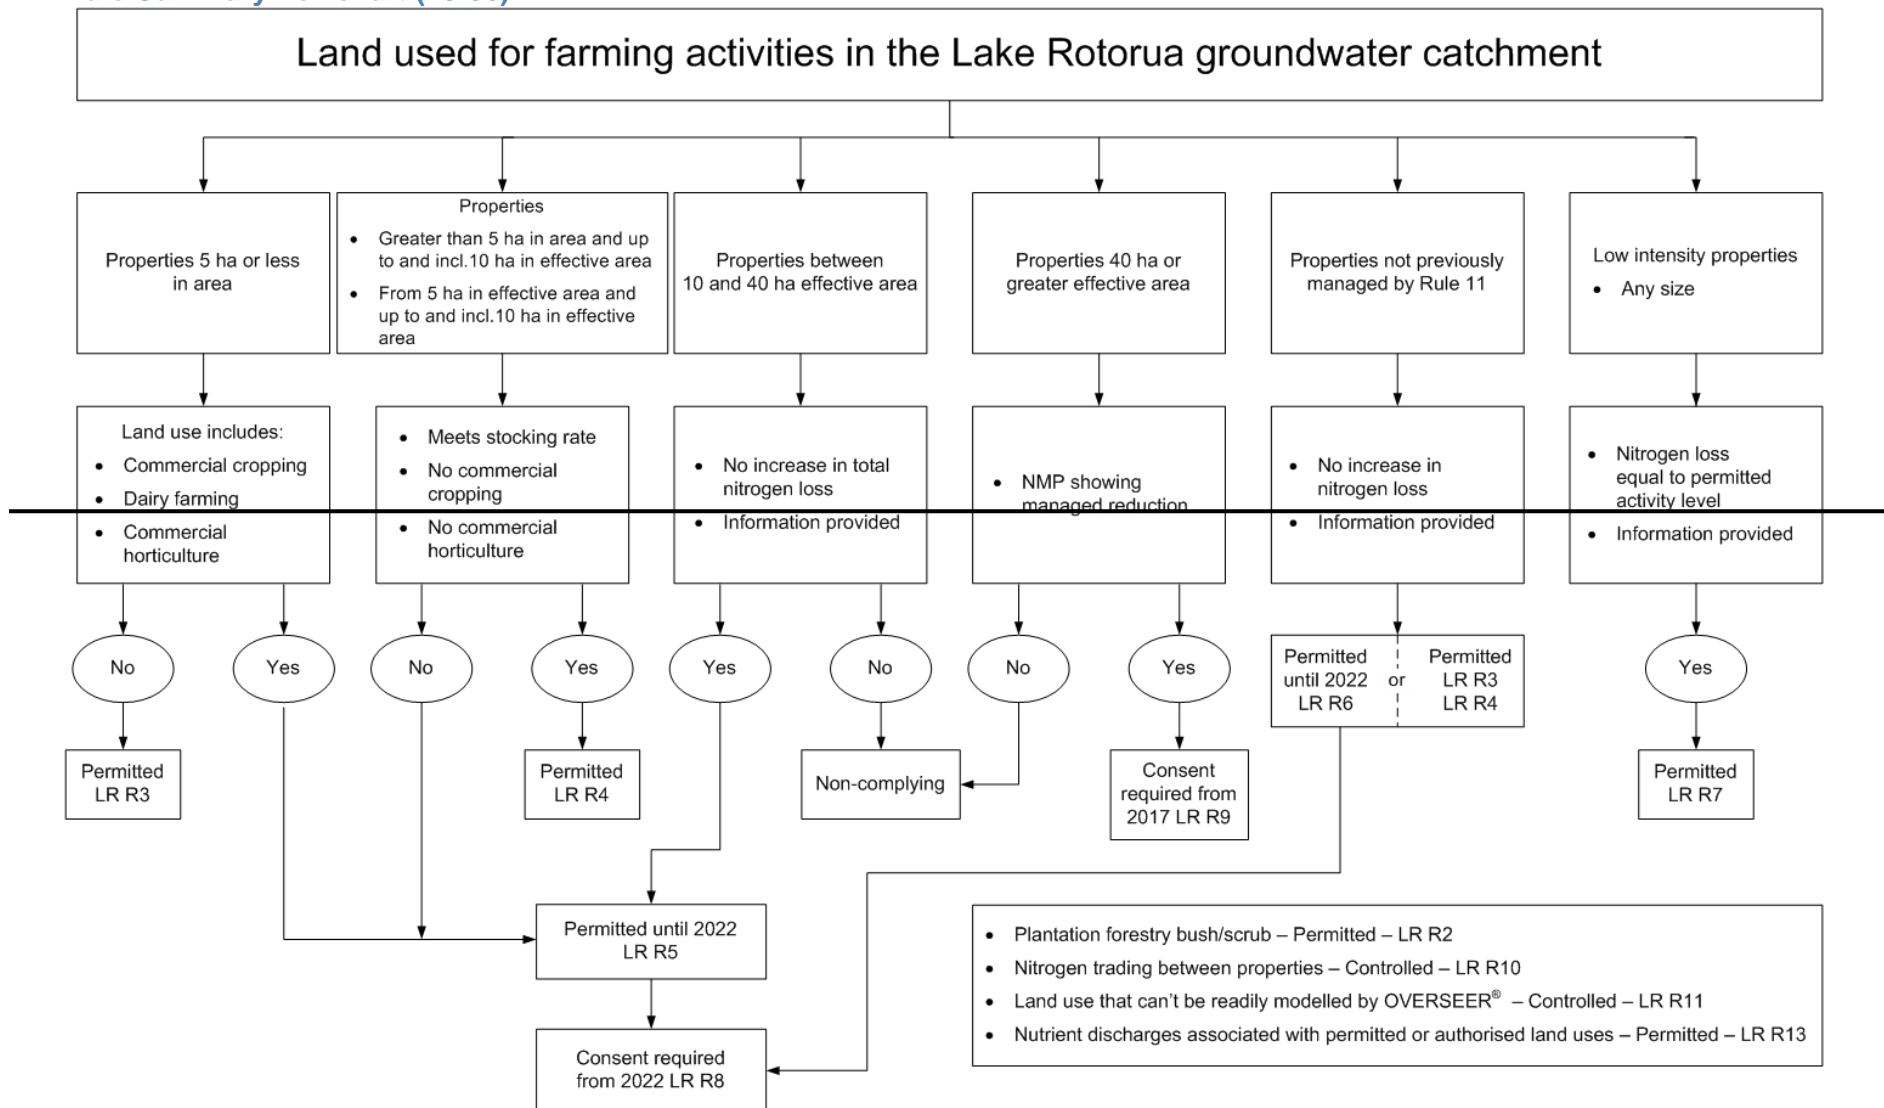 Summary
Land used for farming activities in the Lake Rotorua groundwater catchment
Properties 5 ha or less
in area
Properties
• Greater than 5 ha in area and up
to and incl.10 ha in effective area
• From 5 ha in effective area and
up to and incl.10 ha in effective
area
Properties between
10 and 40 ha effective area
Properties 40 ha or
greater effective area
Properties not previously
managed by Rule 11
Low intensity properties
• Any size
Land use includes:
• Commercial cropping
• Dairy farming
• Commercial
horticulture
• Meets stocking rate
• No commercial
cropping
• No commercial
horticulture
• No increase in total
nitrogen loss
• Information provided
• NMP showing
managed reduction
• No increase in
nitrogen loss
• Information provided
• Nitrogen loss
equal to permitted
activity level
• Information provided
No
Yes
No
Yes
Yes
No
No
Yes
Permitted
until 2022
LR R6
or
Permitted
LR R3
LR R4
Yes
Permitted
LR R3
Permitted
LR R4
Non-complying
Consent
required from
2017 LR R9
Permitted
LR R7
Permitted until 2022
LR R5
Consent required
from 2022 LR R8
• Plantation forestry bush/scrub – Permitted – LR R2
• Nitrogen trading between properties – Controlled – LR R10
• Land use that can't be readily modelled by OVERSEER® – Controlled – LR R11
• Nutrient discharges associated with permitted or authorised land uses – Permitted – LR R13